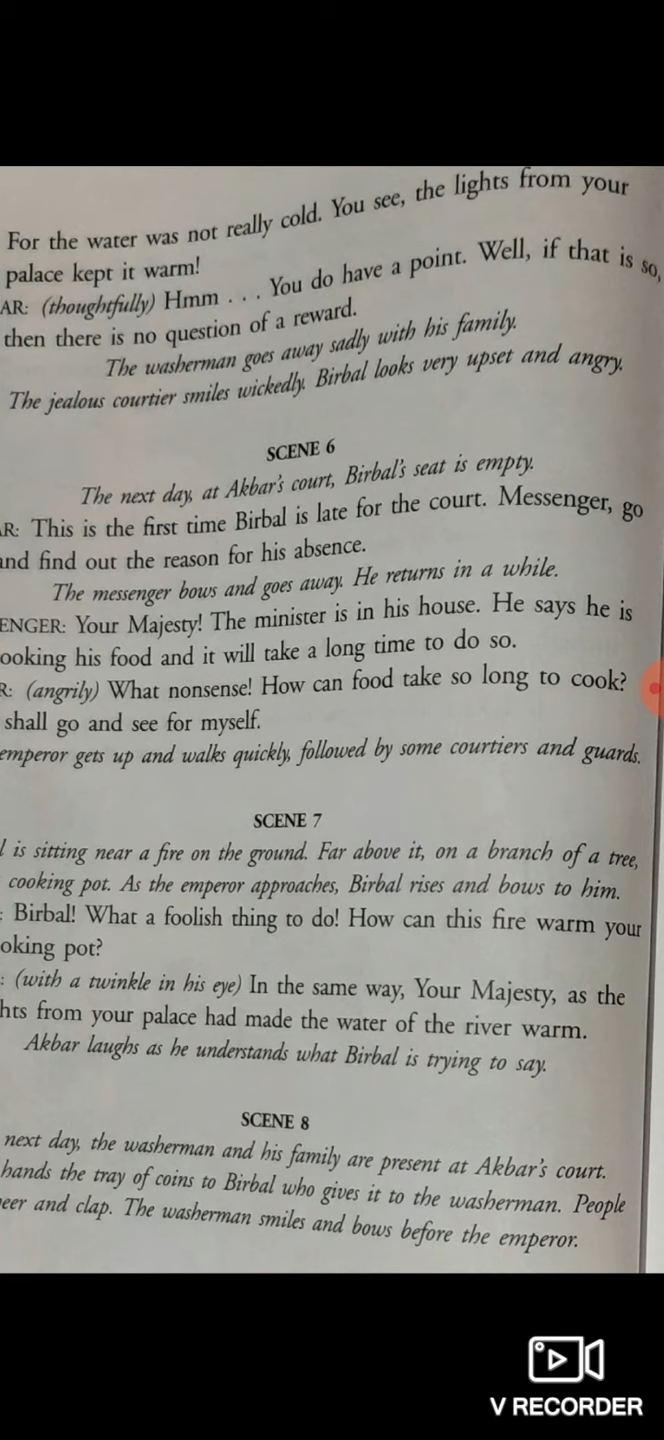 For the water was not really cold. You see, the lights from your
palace kept it warm!
AR: (thoughtfully) Hmm . . . You do have a point. Well, if that is so,
then there is no question of a reward.
The washerman goes away sadly with his family.
The jealous courtier smiles wickedly. Birbal looks very upset and angry.
SCENE 6
The next day, at Akbar's court, Birbal's seat is empty.
R: This is the first time Birbal is late for the court. Messenger, go
nd find out the reason for his absence.
The messenger bows and goes away. He returns in a while.
ENGER: Your Majesty! The minister is in his house. He says he is
ooking his food and it will take a long time to do so.
R: (angrily) What nonsense! How can food take so long to cook?
shall go and see for myself.
emperor gets up and walks quickly, followed by some courtiers and guards.
SCENE 7
l is sitting near a fire on the ground. Far above it, on a branch of a tree,
cooking pot. As the emperor approaches, Birbal rises and bows to him.
: Birbal! What a foolish thing to do! How can this fire warm your
oking pot?
: (with a twinkle in his eye) In the same way, Your Majesty, as the
hts from your palace had made the water of the river warm.
Akbar laughs as he understands what Birbal is trying to say.
SCENE 8
next day, the washerman and his family are present at Akbar's court.
hands the tray of coins to Birbal who gives it to the washerman. People
eer and clap. The washerman smiles and bows before the emperor.
V RECORDER